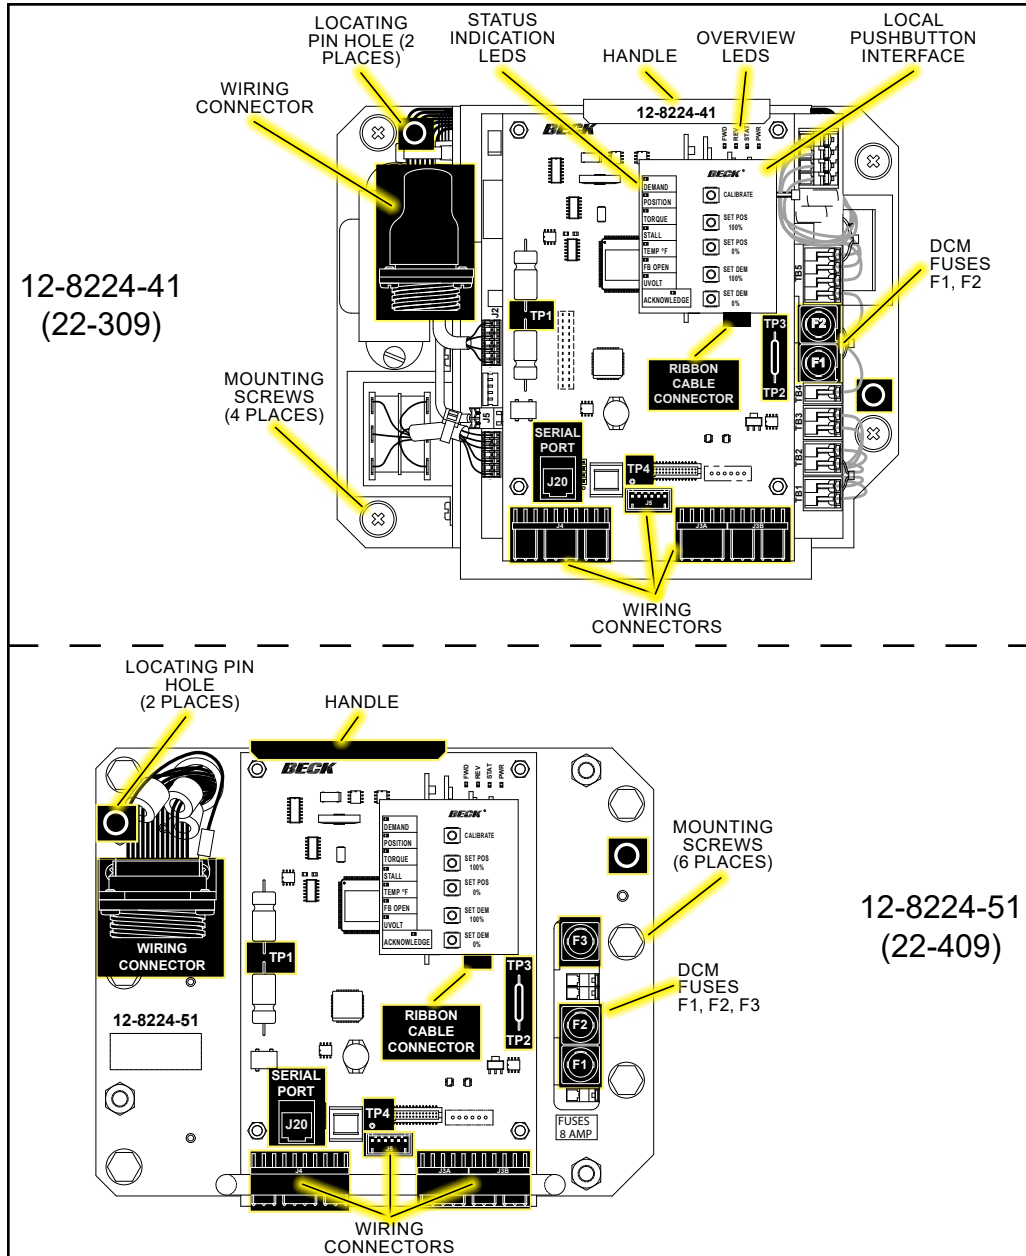 LOCATING
PIN HOLE (2
PLACES)
STATUS
INDICATION
LEDS
HANDLE
OVERVIEW
LEDS
LOCAL
PUSHBUTTON
INTERFACE
WIRING
CONNECTOR
12-8224-41
BECK
FWD
REV
STAT
PWR
BECK
DEMAND
POSITION
TORQUE
STALL
TEMP °F
FB OPEN
UVOLT
ACKNOWLEDGE
CALIBRATE
SET POS
100%
SET POS
0%
SET DEM
100%
SET DEM
0%
12-8224-41
(22-309)
DCM
FUSES
F1, F2
TB5
J2
TP1
TP3
F2
F1
TP2
RIBBON
CABLE
CONNECTOR
MOUNTING
SCREWS
(4 PLACES)
TB4
J5
TB3
SERIAL
PORT
J20
TP4
TB2
TB1
J5
J4
J3A
J3B
WIRING
CONNECTORS
LOCATING PIN
HOLE
(2 PLACES)
HANDLE
BECK
FWD
REV
STAT
PWR
BECK
DEMAND
POSITION
TORQUE
STALL
TEMP °F
FB OPEN
UVOLT
ACKNOWLEDGE
CALIBRATE
SET POS
100%
SET POS
0%
SET DEM
100%
SET DEM
0%
MOUNTING
SCREWS
(6 PLACES)
12-8224-51
(22-409)
WIRING
CONNECTOR
TP1
F3
TP3
DCM
FUSES
F1, F2, F3
F2
F1
12-8224-51
RIBBON
CABLE
CONNECTOR
TP2
SERIAL
PORT
J20
TP4
FUSES
8 AMP
J4
J3A
J3B
WIRING
CONNECTORS